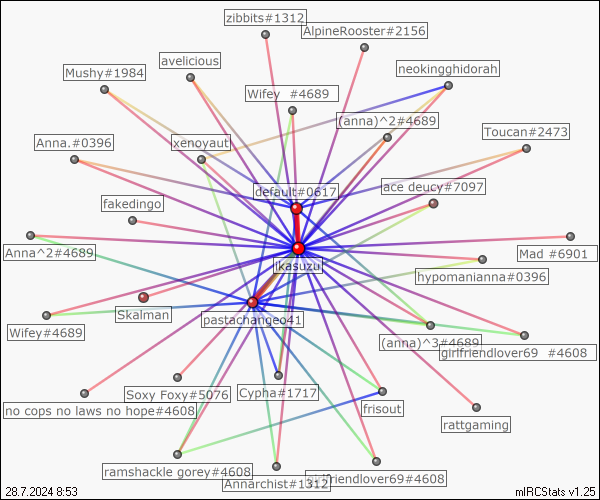 zibbits#1312
AlpineRooster#2156
avelicious
neokingghidorah
Mushy#1984
Wifey #4689
(anna)^2#4689
Toucan#2473
Anna.#0396
xenoyaut
default#0617
ace deucy#7097
fakedingo
Anna^2#4689
Mad #6901
(kasuzu)
hypomanianna#0396
Skalman
pastachangeo41
Wifey#4689
(anna)^3#4689
girlfriendlover69 #4608
Soxy Foxy#5076
Cypha#1717
no cops no laws no hope#4608
frisout
rattgaming
ramshackle gorey#4608
girlfriendlover69#4608
Annarchist#1312
28.7.2024 8:53
mIRCStats v1.25